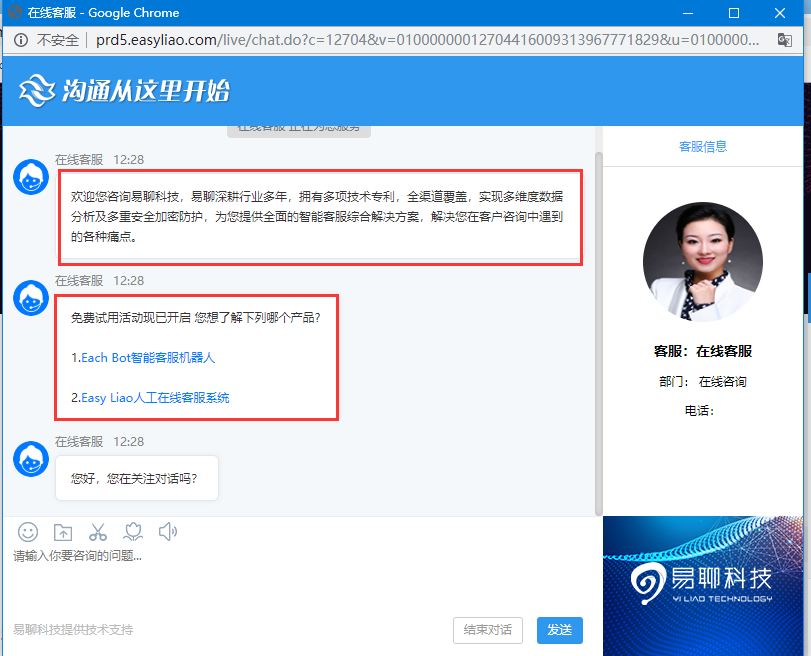 在线客服 - Google Chrome
不安全 | prd5.easyliao.com/live/chat.do?c=12704&v=01000000012704416009313967771829&u=0100000...
沟通从这里开始
在线客服 正在为您服务
客服信息
在线客服 12:28
欢迎您咨询易聊科技，易聊深耕行业多年，拥有多项技术专利，全渠道覆盖，实现多维度数据
分析及多重安全加密防护，为您提供全面的智能客服综合解决方案，解决您在客户咨询中遇到
的各种痛点。
在线客服 12:28
免费试用活动现已开启 您想了解下列哪个产品?
1.Each Bot智能客服机器人
2.Easy Liao人工在线客服系统
在线客服 12:28
您好，您在关注对话吗?
客服：在线客服
部门： 在线咨询
电话：
请输入你要咨询的问题...
易聊科技提供技术支持
结束对话
发送
易聊科技
YI LIAO TECHNOLOGY